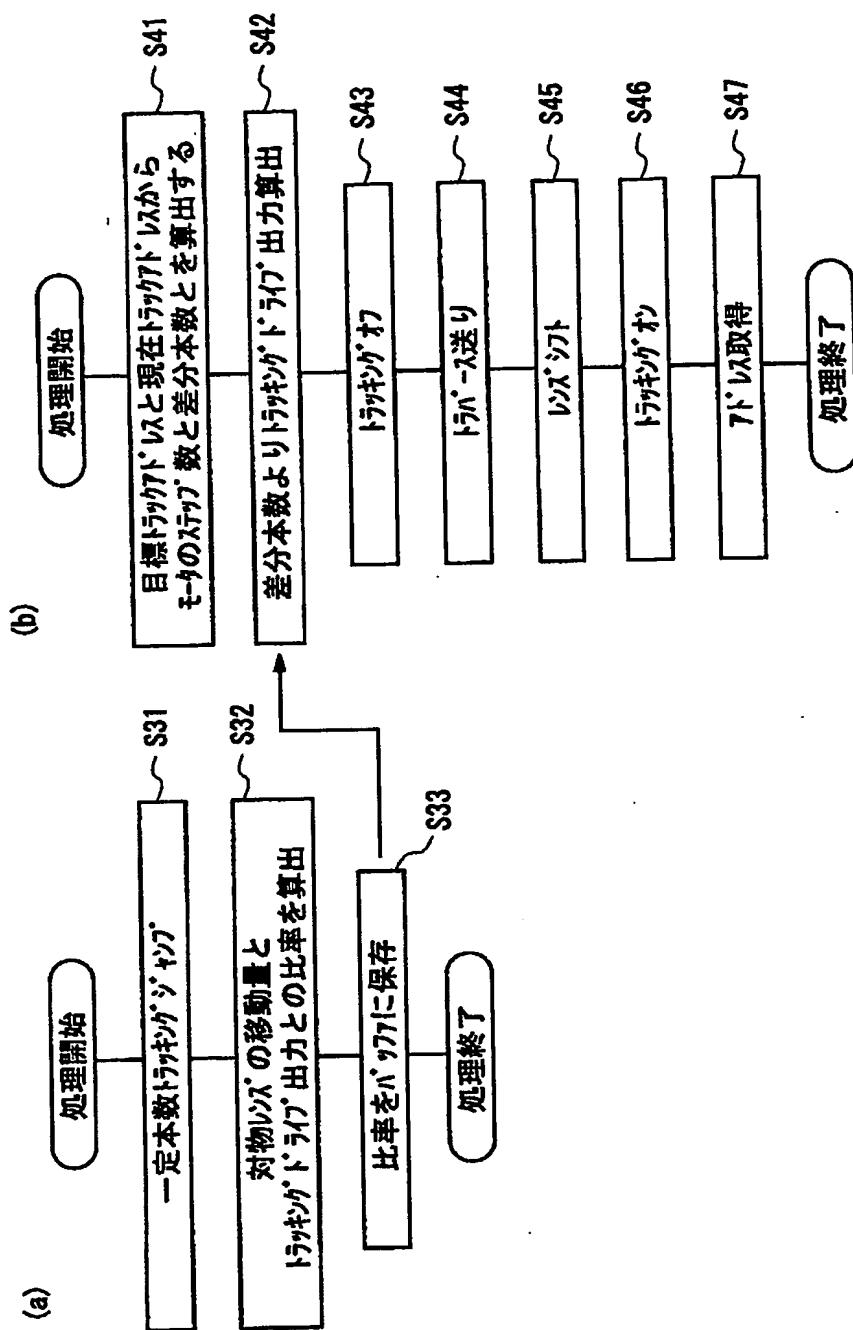 (a)
処理開始
一定本数トラッキングジャンプ
S31
対物レンズの移動量と
トラッキングドライブ出力との比率を算出
S32
比率をバッファに保存
S33
処理終了
(b)
処理開始
目標トラックアドレスと現在トラックアドレスから
モータのステップ数と差分本数とを算出する
S41
差分本数よりトラッキングドライブ出力算出
S42
トラッキングオフ
S43
トラバース送り
S44
レンズシフト
S45
トラッキングオン
S46
アドレス取得
S47
処理終了